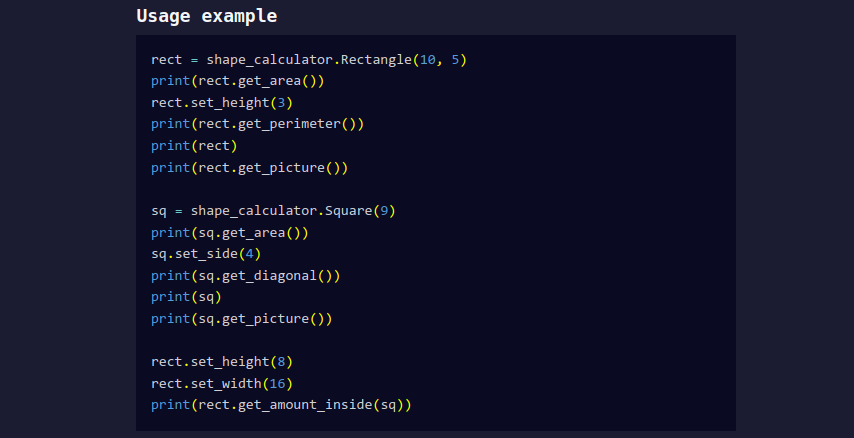 Usage example
rect = shape_calculator.Rectangle(10, 5)
print(rect.get_area())
rect.set_height(3)
print(rect.get_perimeter())
print(rect)
print(rect.get_picture())
sq = shape_calculator.Square(9)
print(sq.get_area())
sq.set_side(4)
print(sq.get_diagonal())
print(sq)
print(sq.get_picture())
rect.set_height(8)
rect.set_width(16)
print(rect.get_amount_inside(sq))